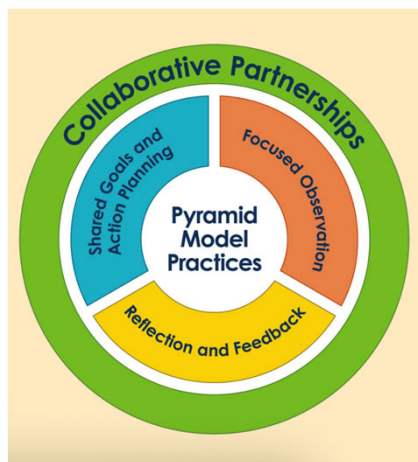 Collaborative Partnerships
Shared Goals and
Action Planning
Focused Observation
Pyramid
Model
Practices
Reflection and Feedback